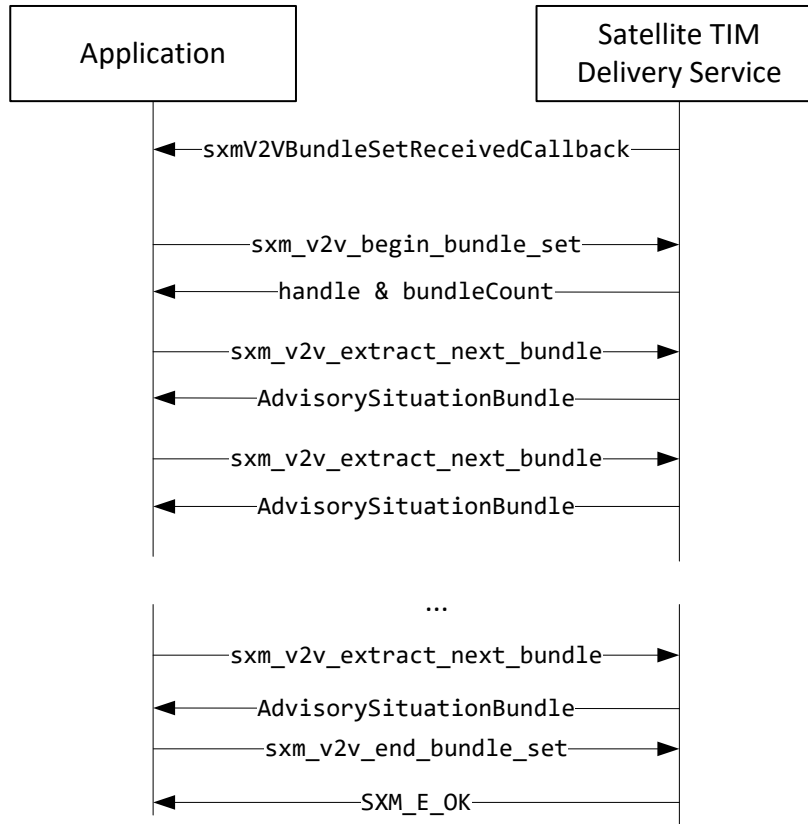 Application
Satellite TIM
Delivery Service
sxmV2VBundleSetReceivedCallback
sxm_v2v_begin_bundle_set
handle & bundleCount
sxm_v2v_extract_next_bundle
AdvisorySituationBundle
sxm_v2v_extract_next_bundle
AdvisorySituationBundle
...
sxm_v2v_extract_next_bundle
AdvisorySituationBundle
sxm_v2v_end_bundle_set
SXM_E_OK